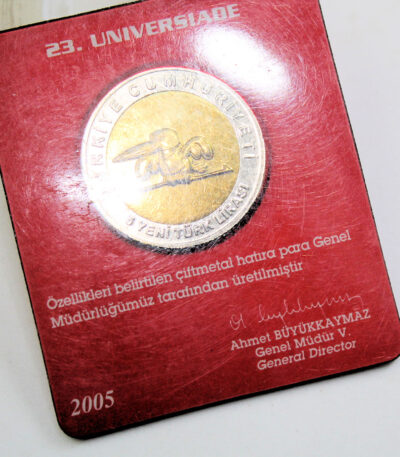 23. UNIVERSIADE
TÜRKİYE CUMHURİYETİ
5 YENİ TÜRK LİRASI
Özellikleri belirtilen çiftmetal hatıra para Genel
Müdürlüğümüz tarafından üretilmiştir
Ahmet BÜYÜKKAYMAZ
Genel Müdür V.
General Director
2005